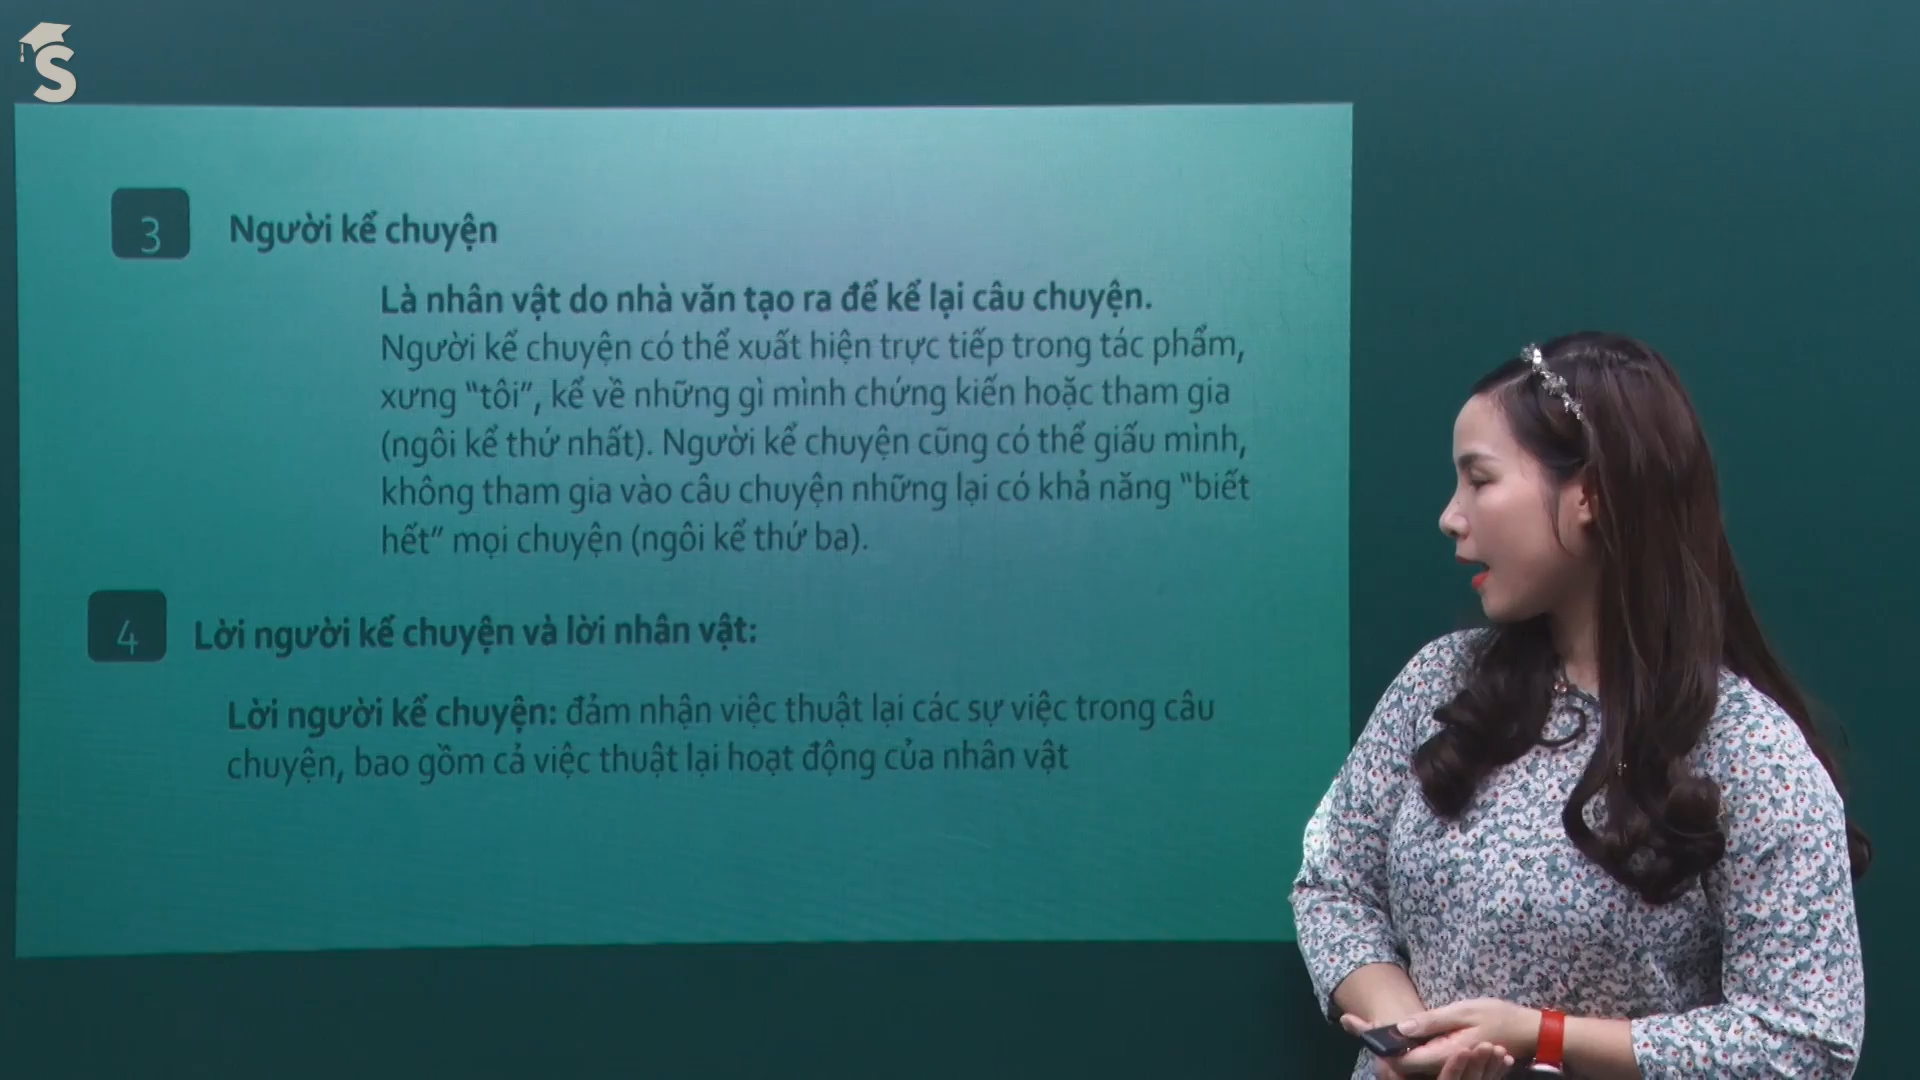 S
3
Người kể chuyện
Là nhân vật do nhà văn tạo ra để kể lại câu chuyện.
Người kể chuyện có thể xuất hiện trực tiếp trong tác phẩm,
xưng “tôi”, kể về những gì mình chứng kiến hoặc tham gia
(ngôi kể thứ nhất). Người kể chuyện cũng có thể giấu mình,
không tham gia vào câu chuyện những lại có khả năng “biết
hết” mọi chuyện (ngôi kể thứ ba).
4
Lời người kể chuyện và lời nhân vật:
Lời người kể chuyện: đảm nhận việc thuật lại các sự việc trong câu
chuyện, bao gồm cả việc thuật lại hoạt động của nhân vật